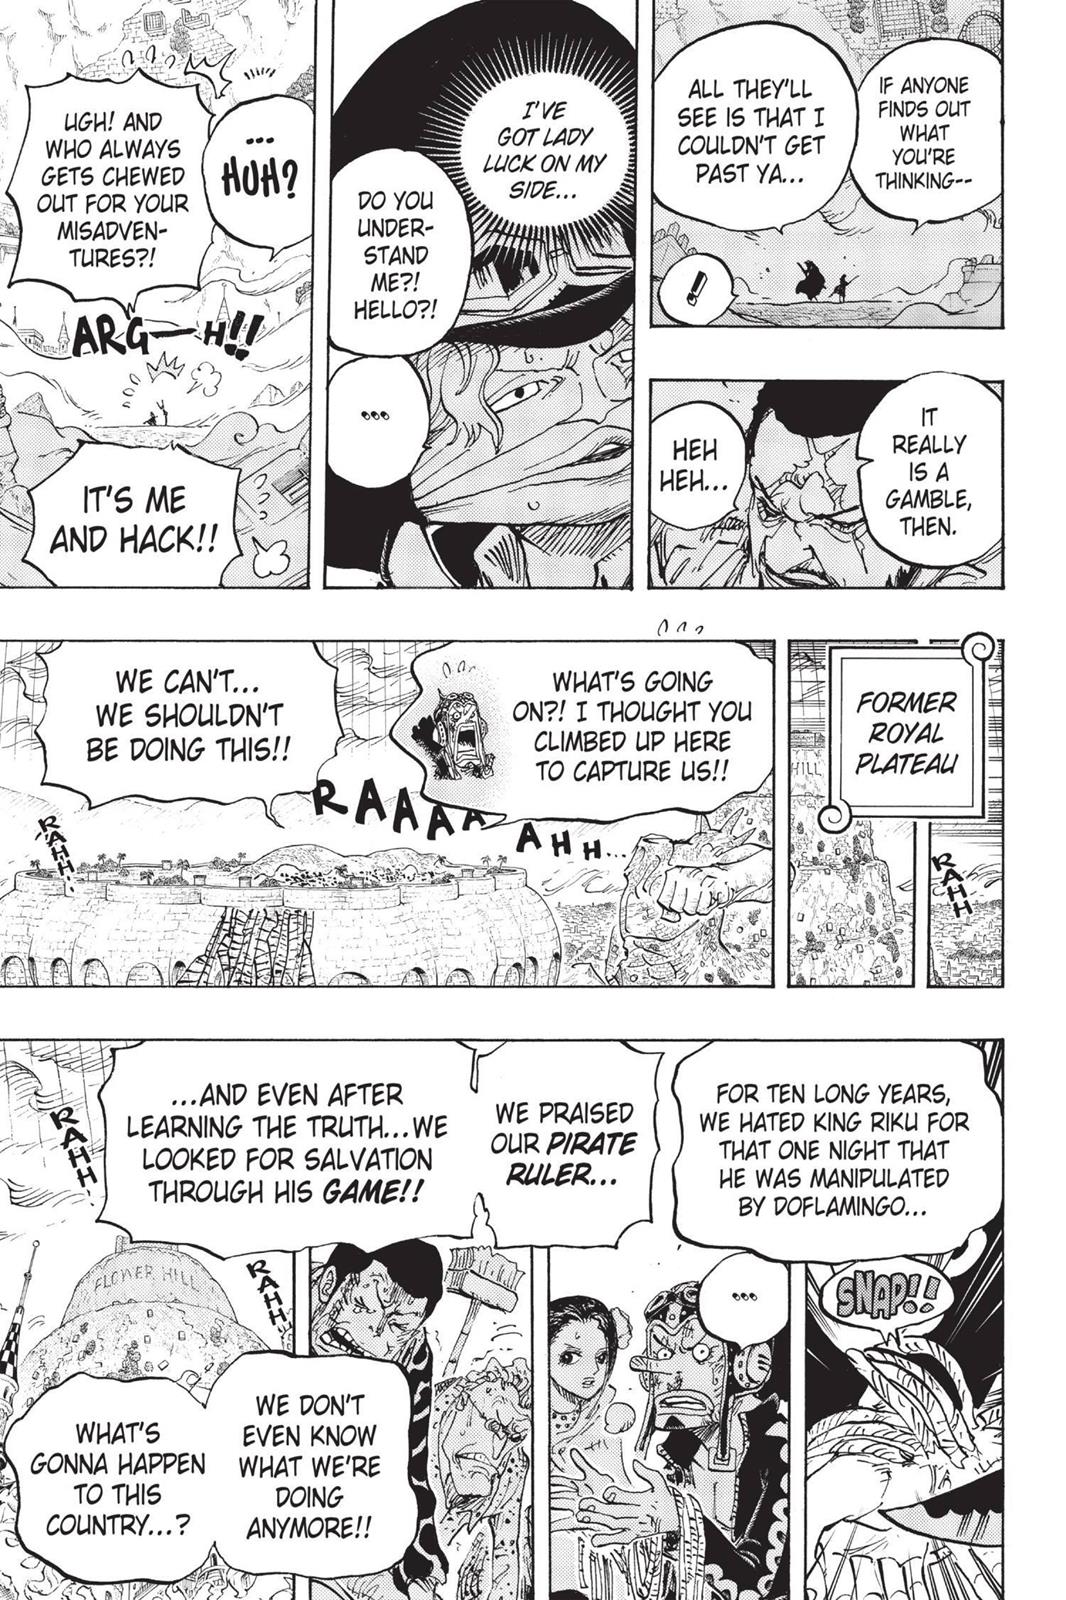 IF ANYONE
FINDS OUT
WHAT
YOU'RE
THINKING--
ALL THEY'LL
SEE IS THAT I
COULDN'T GET
PAST YA...
!
IT
REALLY
IS A
GAMBLE,
THEN.
HEH
HEH...
I'VE
GOT LADY
LUCK ON MY
SIDE...
DO YOU
UNDER-
STAND
ME?!
HELLO?!
...
...
HUH?
UGH! AND
WHO ALWAYS
GETS CHEWED
OUT FOR YOUR
MISADVEN-
TURES?!
ARG—H!!
IT'S ME
AND HACK!!
FORMER
ROYAL
PLATEAU
HILL
RAHH
WHAT'S GOING
ON?! I THOUGHT YOU
CLIMBED UP HERE
TO CAPTURE US!!
RAAAA
AHH...
WE CAN'T...
WE SHOULDN'T
BE DOING THIS!!
RAHH..
FOR TEN LONG YEARS,
WE HATED KING RIKU FOR
THAT ONE NIGHT THAT
HE WAS MANIPULATED
BY DOFLAMINGO...
SNAP!!
WE PRAISED
OUR PIRATE
RULER...
...
...AND EVEN AFTER
LEARNING THE TRUTH...WE
LOOKED FOR SALVATION
THROUGH HIS GAME!!
RAHH..
FLOWER HILL
RAHH!
WE DON'T
EVEN KNOW
WHAT WE'RE
DOING
ANYMORE!!
WHAT'S
GONNA HAPPEN
TO THIS
COUNTRY...?